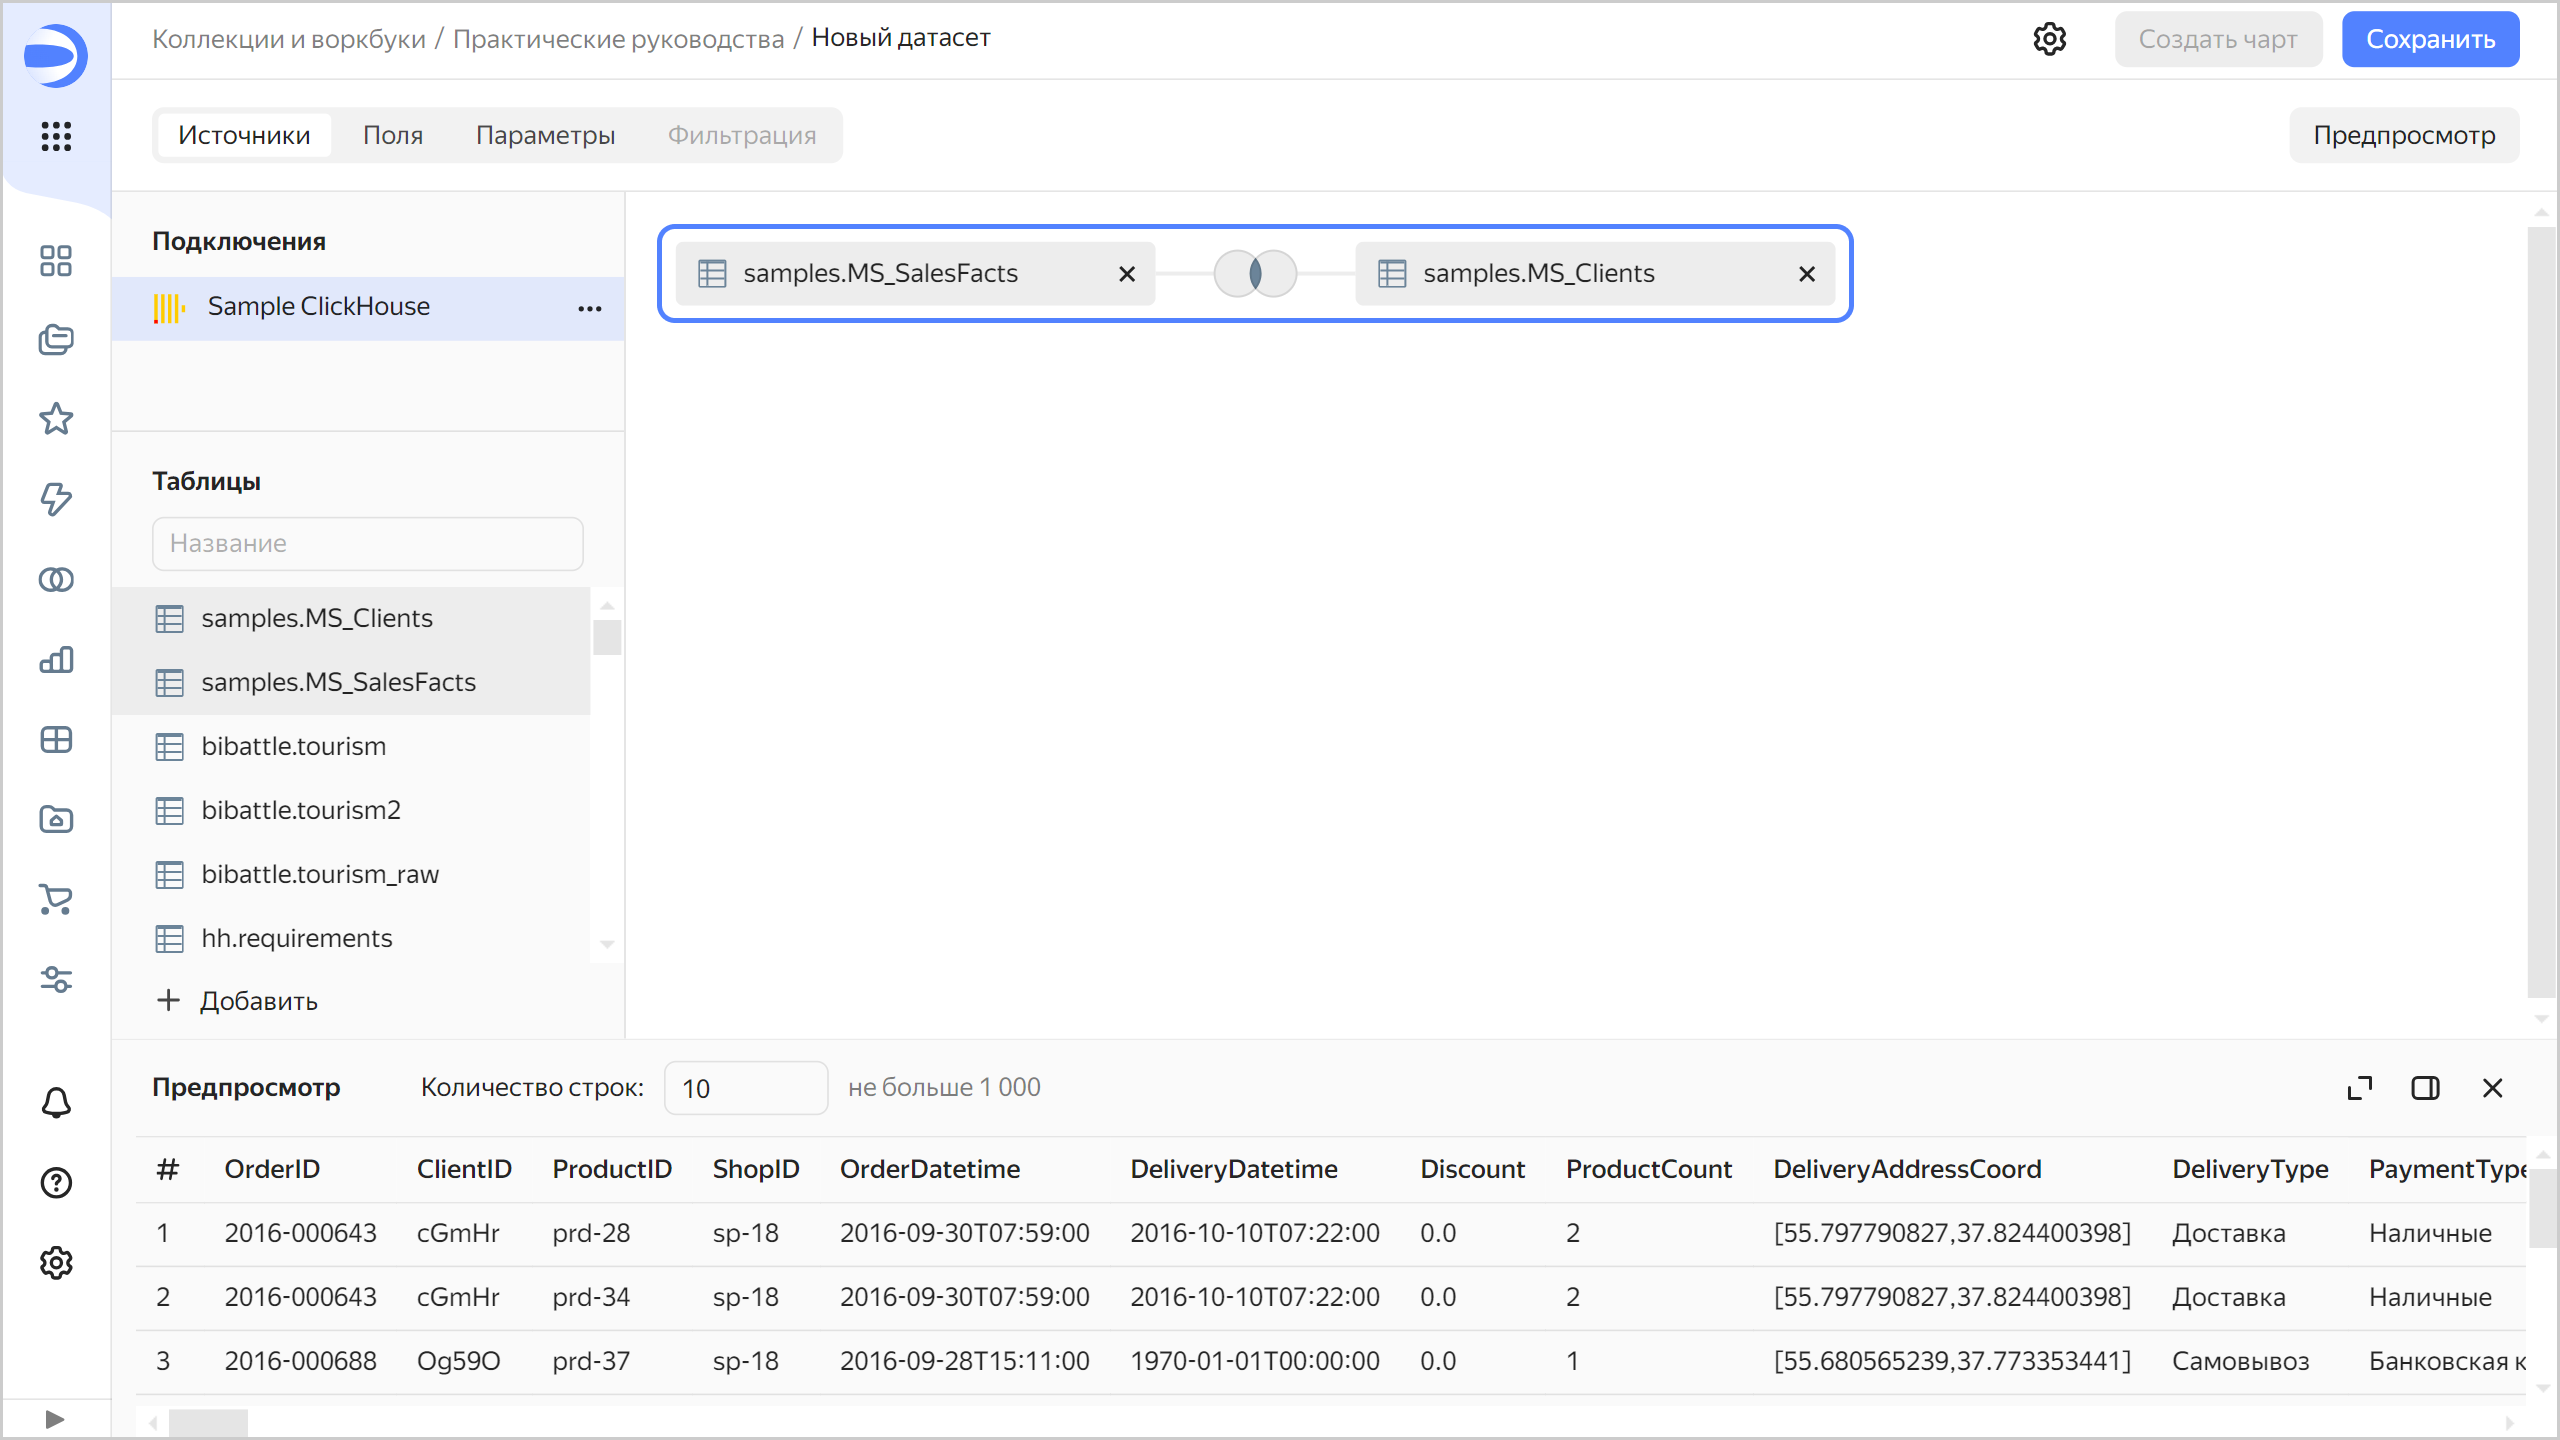 Коллекции и воркбуки / Практические руководства / Новый датасет
Создать чарт
Сохранить
Источники Поля Параметры Фильтрация
Предпросмотр
Подключения
Sample ClickHouse
samples.MS_SalesFacts
samples.MS_Clients
Таблицы
Название
samples.MS_Clients
samples.MS_SalesFacts
bibattle.tourism
bibattle.tourism2
bibattle.tourism_raw
hh.requirements
+ Добавить
Предпросмотр Количество строк: 10 не больше 1 000
# OrderID ClientID ProductID ShopID OrderDatetime DeliveryDatetime Discount ProductCount DeliveryAddressCoord DeliveryType PaymentType
1 2016-000643 cGmHr prd-28 sp-18 2016-09-30T07:59:00 2016-10-10T07:22:00 0.0 2 [55.797790827,37.824400398] Доставка Наличные
2 2016-000643 cGmHr prd-34 sp-18 2016-09-30T07:59:00 2016-10-10T07:22:00 0.0 2 [55.797790827,37.824400398] Доставка Наличные
3 2016-000688 Og59O prd-37 sp-18 2016-09-28T15:11:00 1970-01-01T00:00:00 0.0 1 [55.680565239,37.773353441] Самовывоз Банковская к